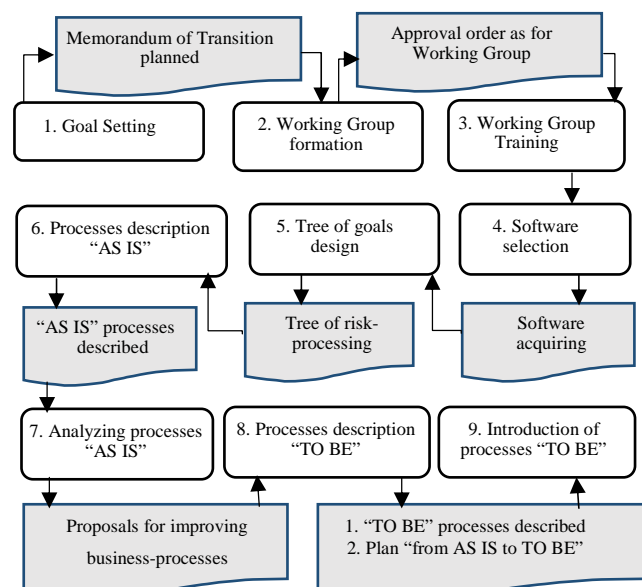 Memorandum of Transition
planned
Approval order as for
Working Group
1. Goal Setting
2. Working Group
formation
3. Working Group
Training
6. Processes description
“AS IS”
5. Tree of goals
design
4. Software
selection
“AS IS” processes
described
Tree of risk-
processing
Software
acquiring
7. Analyzing processes
“AS IS”
8. Processes description
“TO BE”
9. Introduction of
processes “TO BE”
Proposals for improving
business-processes
1. “TO BE” processes described
2. Plan “from AS IS to TO BE”